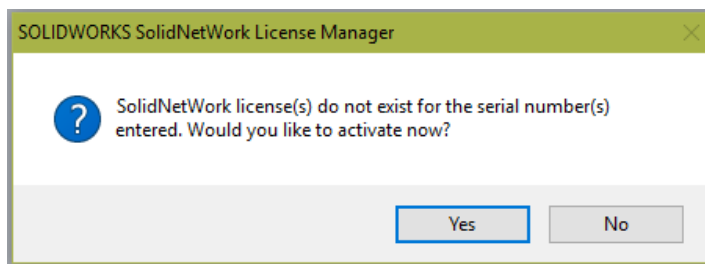 SOLIDWORKS SolidNetWork License Manager
SolidNetWork license(s) do not exist for the serial number(s)
entered. Would you like to activate now?
Yes
No